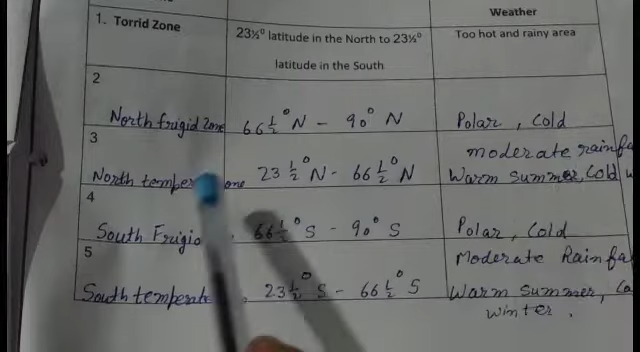 Weather
1. Torrid Zone 23½° latitude in the North to 23½° latitude in the South Too hot and rainy area
2
North frigid Zone 66½° N - 90° N Polar, Cold
3
North temper one 23½° N - 66½° N moderate rainfa
Warm summer, Cold
4
South Frigi 66½° S - 90° S Polar, Cold
5
South temperate 23½° S - 66½° S Moderate Rainfa
Warm summer,
winter.